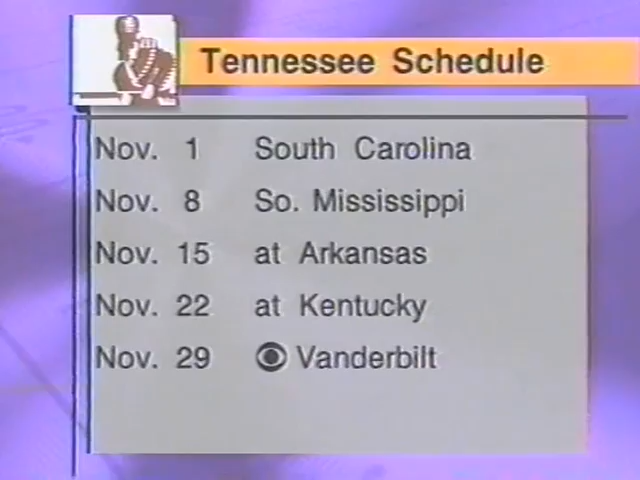 Tennessee Schedule
Nov. 1 South Carolina
Nov. 8 So. Mississippi
Nov. 15 at Arkansas
Nov. 22 at Kentucky
Nov. 29 Vanderbilt